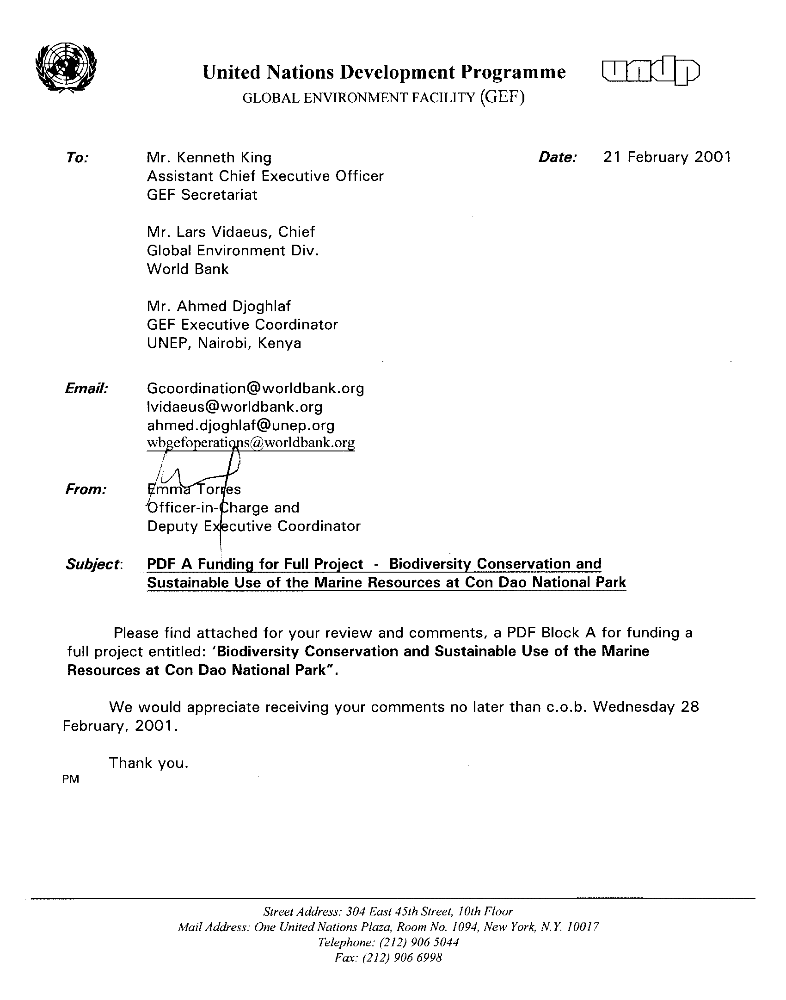 United Nations Development Programme
undp
GLOBAL ENVIRONMENT FACILITY (GEF)
To: Mr. Kenneth King Date: 21 February 2001
Assistant Chief Executive Officer
GEF Secretariat
Mr. Lars Vidaeus, Chief
Global Environment Div.
World Bank
Mr. Ahmed Djoghlaf
GEF Executive Coordinator
UNEP, Nairobi, Kenya
Email: Gcoordination@worldbank.org
lvidaeus@worldbank.org
ahmed.djoghlaf@unep.org
wbgefoperations@worldbank.org
From: Emma Torres
Officer-in-Charge and
Deputy Executive Coordinator
Subject: PDF A Funding for Full Project - Biodiversity Conservation and
Sustainable Use of the Marine Resources at Con Dao National Park
Please find attached for your review and comments, a PDF Block A for funding a
full project entitled: 'Biodiversity Conservation and Sustainable Use of the Marine
Resources at Con Dao National Park".
We would appreciate receiving your comments no later than c.o.b. Wednesday 28
February, 2001.
Thank you.
PM
Street Address: 304 East 45th Street, 10th Floor
Mail Address: One United Nations Plaza, Room No. 1094, New York, N.Y. 10017
Telephone: (212) 906 5044
Fax: (212) 906 6998